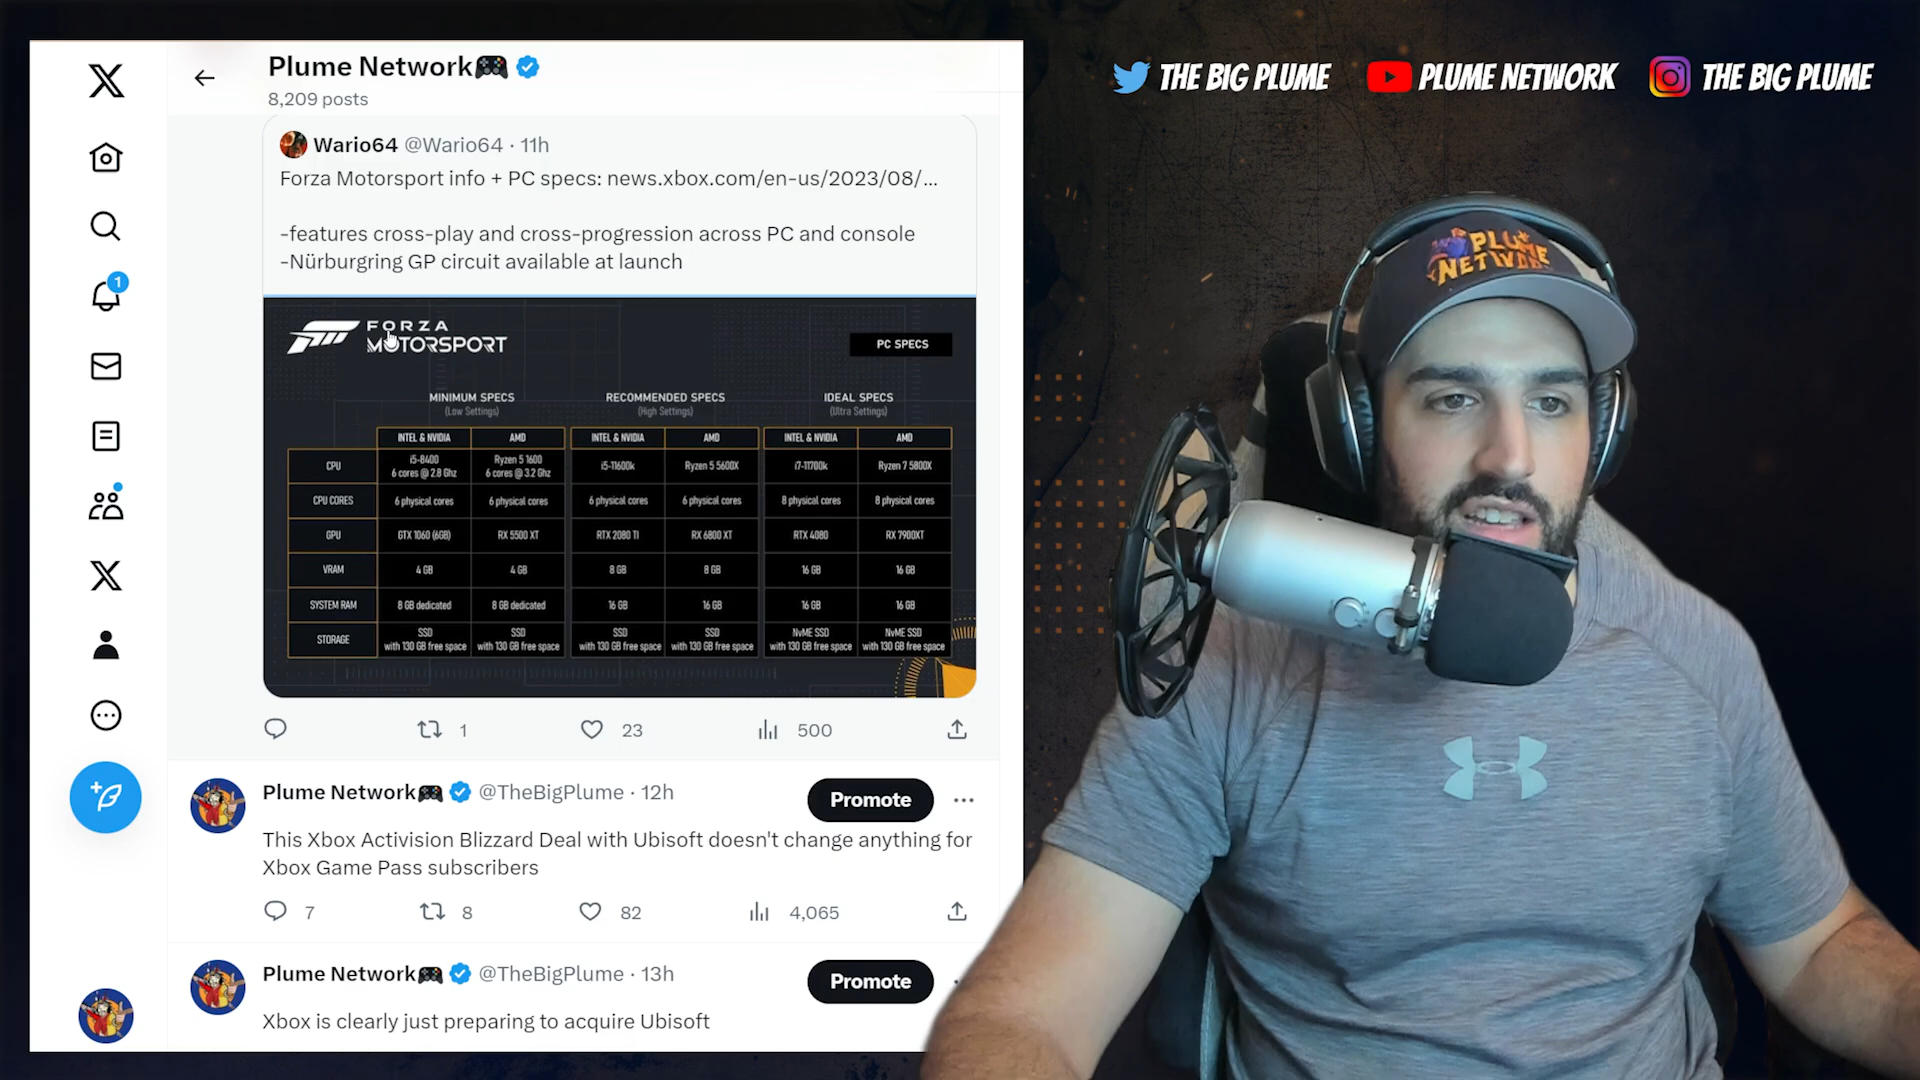 THE BIG PLUME
PLUME NETWORK
THE BIG PLUME
Plume Network
8,209 posts
Wario64 @Wario64 · 11h
Forza Motorsport info + PC specs: news.xbox.com/en-us/2023/08/...
-features cross-play and cross-progression across PC and console
-Nürburgring GP circuit available at launch
FORZA
MOTORSPORT
PC SPECS
MINIMUM SPECS RECOMMENDED SPECS IDEAL SPECS
(Low Settings) (High Settings) (Ultra Settings)
INTEL & NVIDIA AMD INTEL & NVIDIA AMD INTEL & NVIDIA AMD
CPU i5-8400 6 cores @ 2.8 Ghz Ryzen 5 1600 6 cores @ 3.2 Ghz i5-11600k Ryzen 5 5600X i7-11700k Ryzen 7 5800X
CPU CORES 6 physical cores 6 physical cores 6 physical cores 6 physical cores 8 physical cores 8 physical cores
GPU GTX 1060 (6GB) RX 5500 XT RTX 2080 TI RX 6800 XT RTX 4080 RX 7900XT
VRAM 4 GB 4 GB 8 GB 8 GB 16 GB 16 GB
SYSTEM RAM 8 GB dedicated 8 GB dedicated 16 GB 16 GB 16 GB 16 GB
STORAGE SSD with 130 GB free space SSD with 130 GB free space SSD with 130 GB free space SSD with 130 GB free space NvME SSD with 130 GB free space NvME SSD with 130 GB free space
1 23 500
Plume Network @TheBigPlume · 12h
Promote
This Xbox Activision Blizzard Deal with Ubisoft doesn't change anything for
Xbox Game Pass subscribers
7 8 82 4,065
Plume Network @TheBigPlume · 13h
Promote
Xbox is clearly just preparing to acquire Ubisoft
1
PLUME
NETWORK